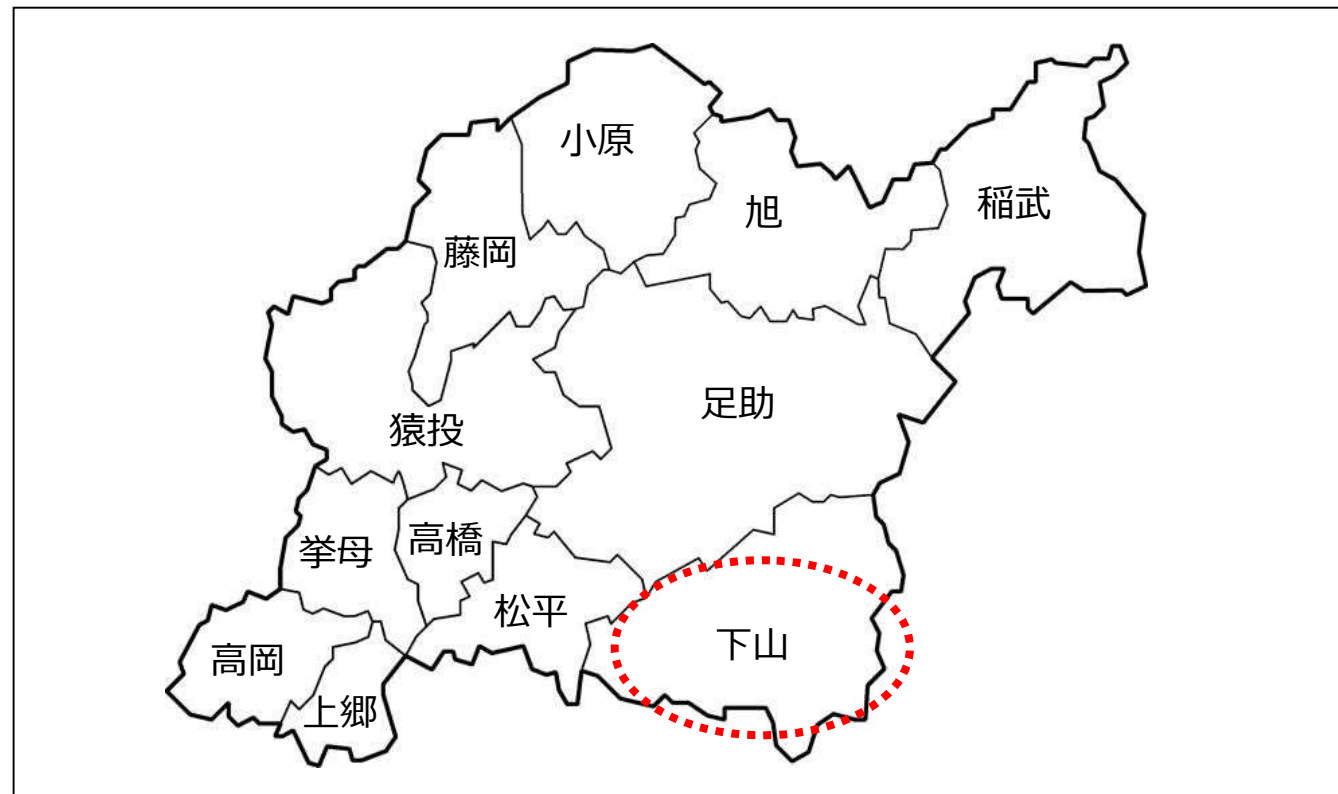 小原
旭
稲武
藤岡
足助
猿投
挙母
高橋
松平
下山
高岡
上郷